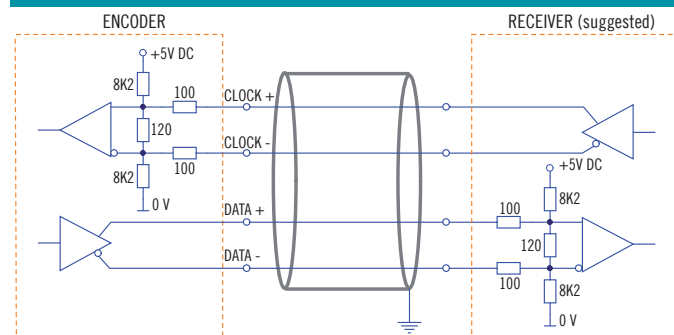 ENCODER
RECEIVER (suggested)
+5V DC
8K2
100
CLOCK +
120
CLOCK -
8K2
100
0 V
+5V DC
8K2
DATA +
100
120
DATA -
100
8K2
0 V